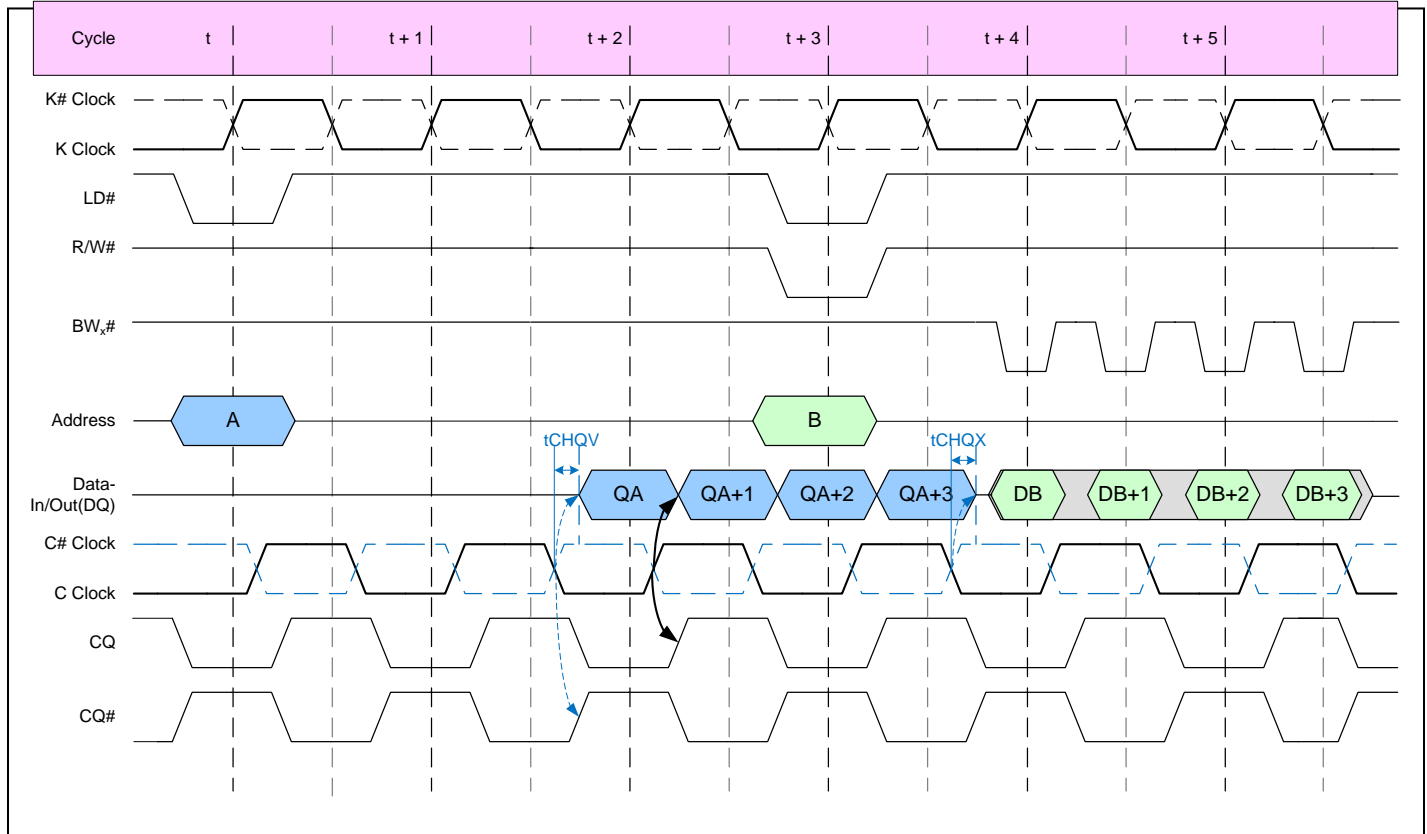 Cycle t t + 1 t + 2 t + 3 t + 4 t + 5
K# Clock
K Clock
LD#
R/W#
BWx#
Address A B
tCHQV tCHQX
Data-
In/Out(DQ) QA QA+1 QA+2 QA+3 DB DB+1 DB+2 DB+3
C# Clock
C Clock
CQ
CQ#